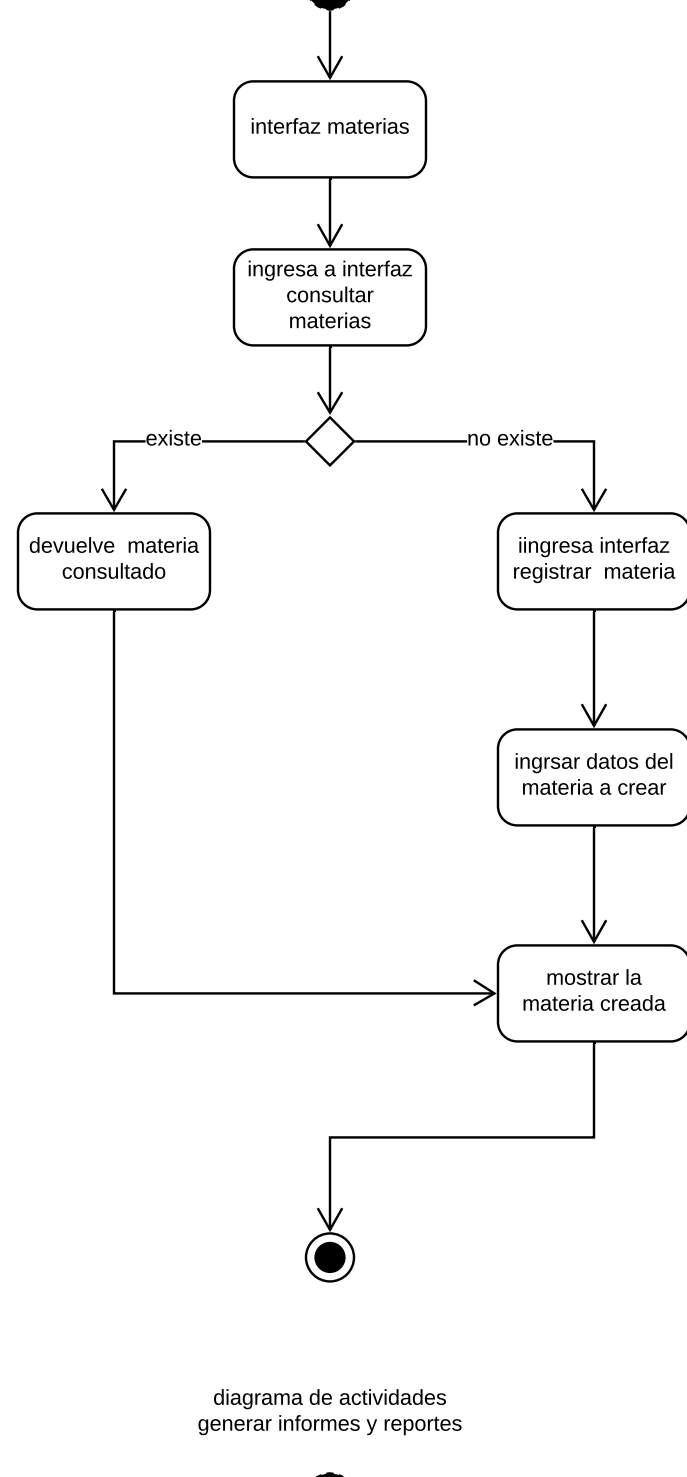 interfaz materias
ingresa a interfaz
consultar
materias
existe
no existe
devuelve  materia
consultado
iingresa interfaz
registrar  materia
ingrsar datos del
materia a crear
mostrar la
materia creada
diagrama de actividades
generar informes y reportes